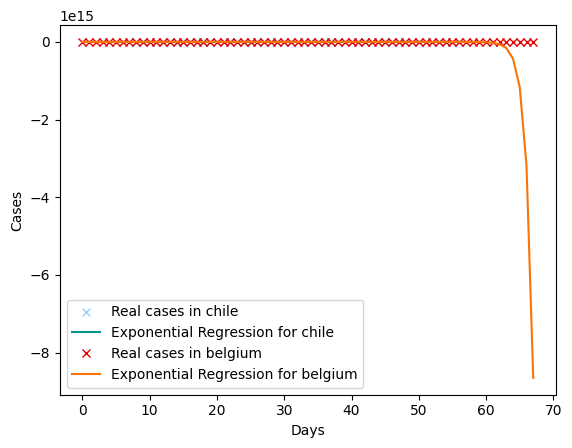 1e15
0
−2
−4
−6
−8
Cases
Real cases in chile
Exponential Regression for chile
Real cases in belgium
Exponential Regression for belgium
0 10 20 30 40 50 60 70
Days